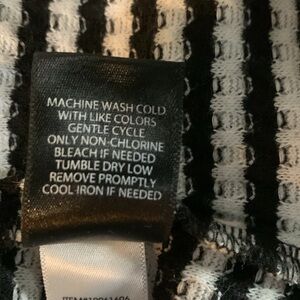 MACHINE WASH COLD
WITH LIKE COLORS
GENTLE CYCLE
ONLY NON-CHLORINE
BLEACH IF NEEDED
TUMBLE DRY LOW
REMOVE PROMPTLY
COOL IRON IF NEEDED